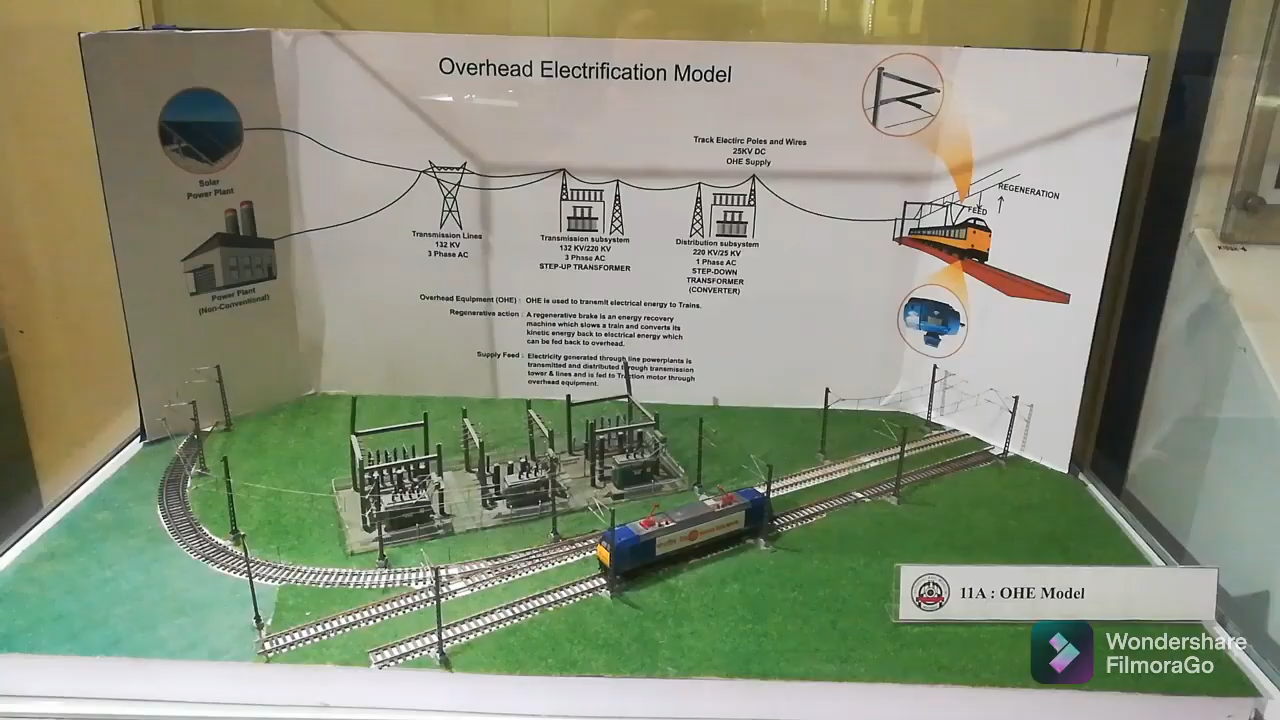 Overhead Electrification Model
Solar
Power Plant
Power Plant
(Non-Conventional)
Transmission Lines
132 KV
3 Phase AC
Transmission subsystem
132 KV/220 KV
3 Phase AC
STEP-UP TRANSFORMER
Track Electirc Poles and Wires
25KV DC
OHE Supply
Distribution subsystem
220 KV/25 KV
1 Phase AC
STEP-DOWN
TRANSFORMER
(CONVERTER)
REGENERATION
FEED
Overhead Equipment (OHE) : OHE is used to transmit electrical energy to Trains.
Regenerative action : A regenerative brake is an energy recovery
machine which slows a train and converts its
kinetic energy back to electrical energy which
can be fed back to overhead.
Supply Feed : Electricity generated through line powerplants is
transmitted and distributed through transmission
tower & lines and is fed to Traction motor through
overhead equipment.
11A : OHE Model
Wondershare
FilmoraGo